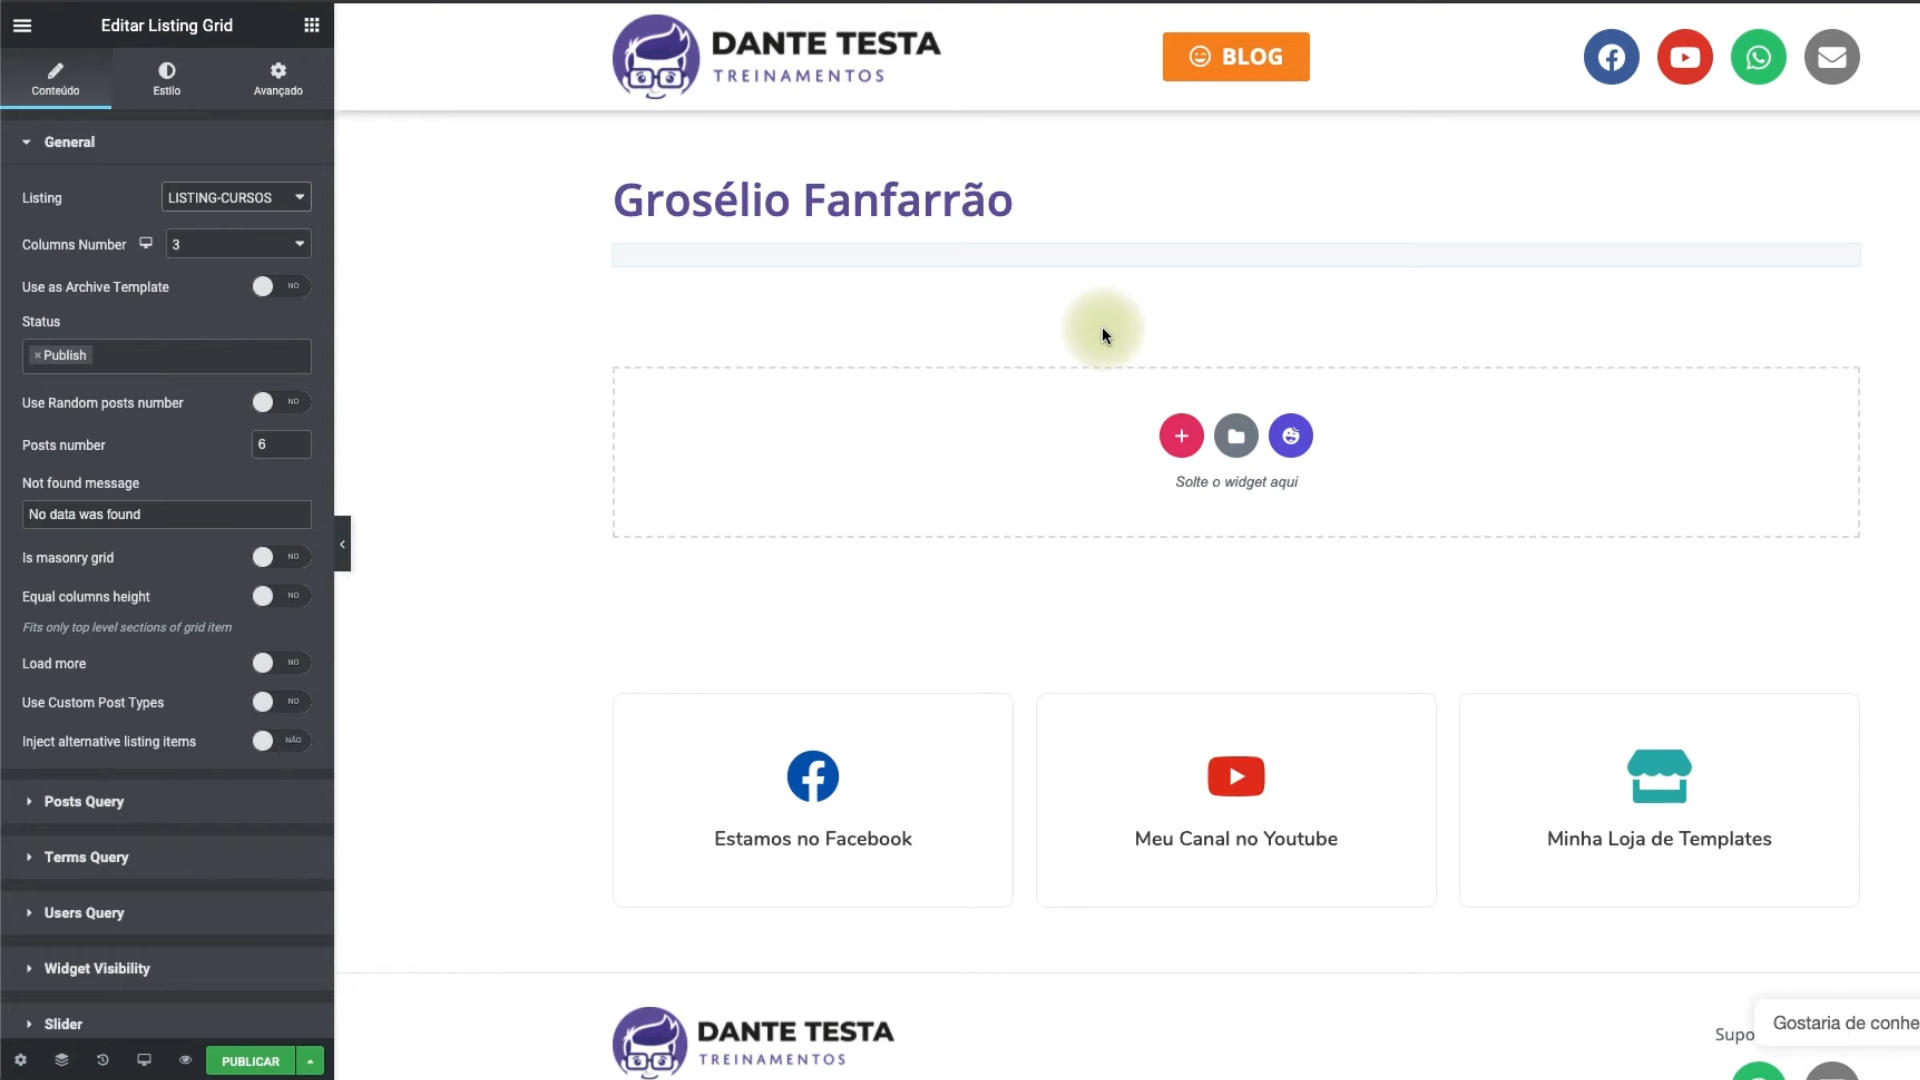 Editar Listing Grid
Conteúdo
Estilo
Avançado
General
Listing
LISTING-CURSOS
Columns Number
3
Use as Archive Template
NO
Status
× Publish
Use Random posts number
NO
Posts number
6
Not found message
No data was found
Is masonry grid
NO
Equal columns height
NO
Fits only top level sections of grid item
Load more
NO
Use Custom Post Types
NO
Inject alternative listing items
NÃO
Posts Query
Terms Query
Users Query
Widget Visibility
Slider
PUBLICAR
DANTE TESTA
TREINAMENTOS
BLOG
Grosélio Fanfarrão
Solte o widget aqui
Estamos no Facebook
Meu Canal no Youtube
Minha Loja de Templates
DANTE TESTA
TREINAMENTOS
Supo
Gostaria de conhe